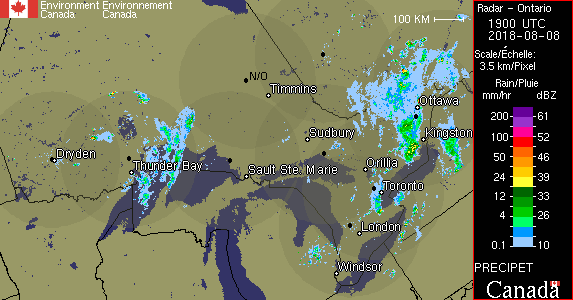 Environment Environnement
Canada Canada
100 KM
N/O
Timmins
Ottawa
Sudbury
Kingston
Dryden
Thunder Bay
Sault Ste. Marie
Orillia
Toronto
London
Windsor
Radar - Ontario
1900 UTC
2018-08-08
Scale/Échelle:
3.5 km/Pixel
Rain/Pluie
mm/hr dBZ
200 61
100 52
50 46
24 39
12 33
4 26
0.1 10
PRECIPET
Canada